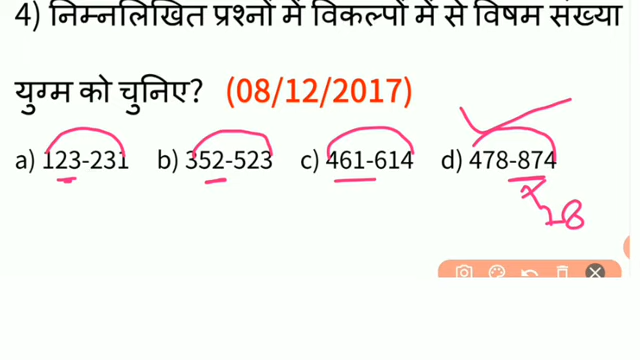 4) निम्नलिखित प्रश्नों में विकल्पों में से विषम संख्या
युग्म को चुनिए? (08/12/2017)
a) 123-231 b) 352-523 c) 461-614 d) 478-874